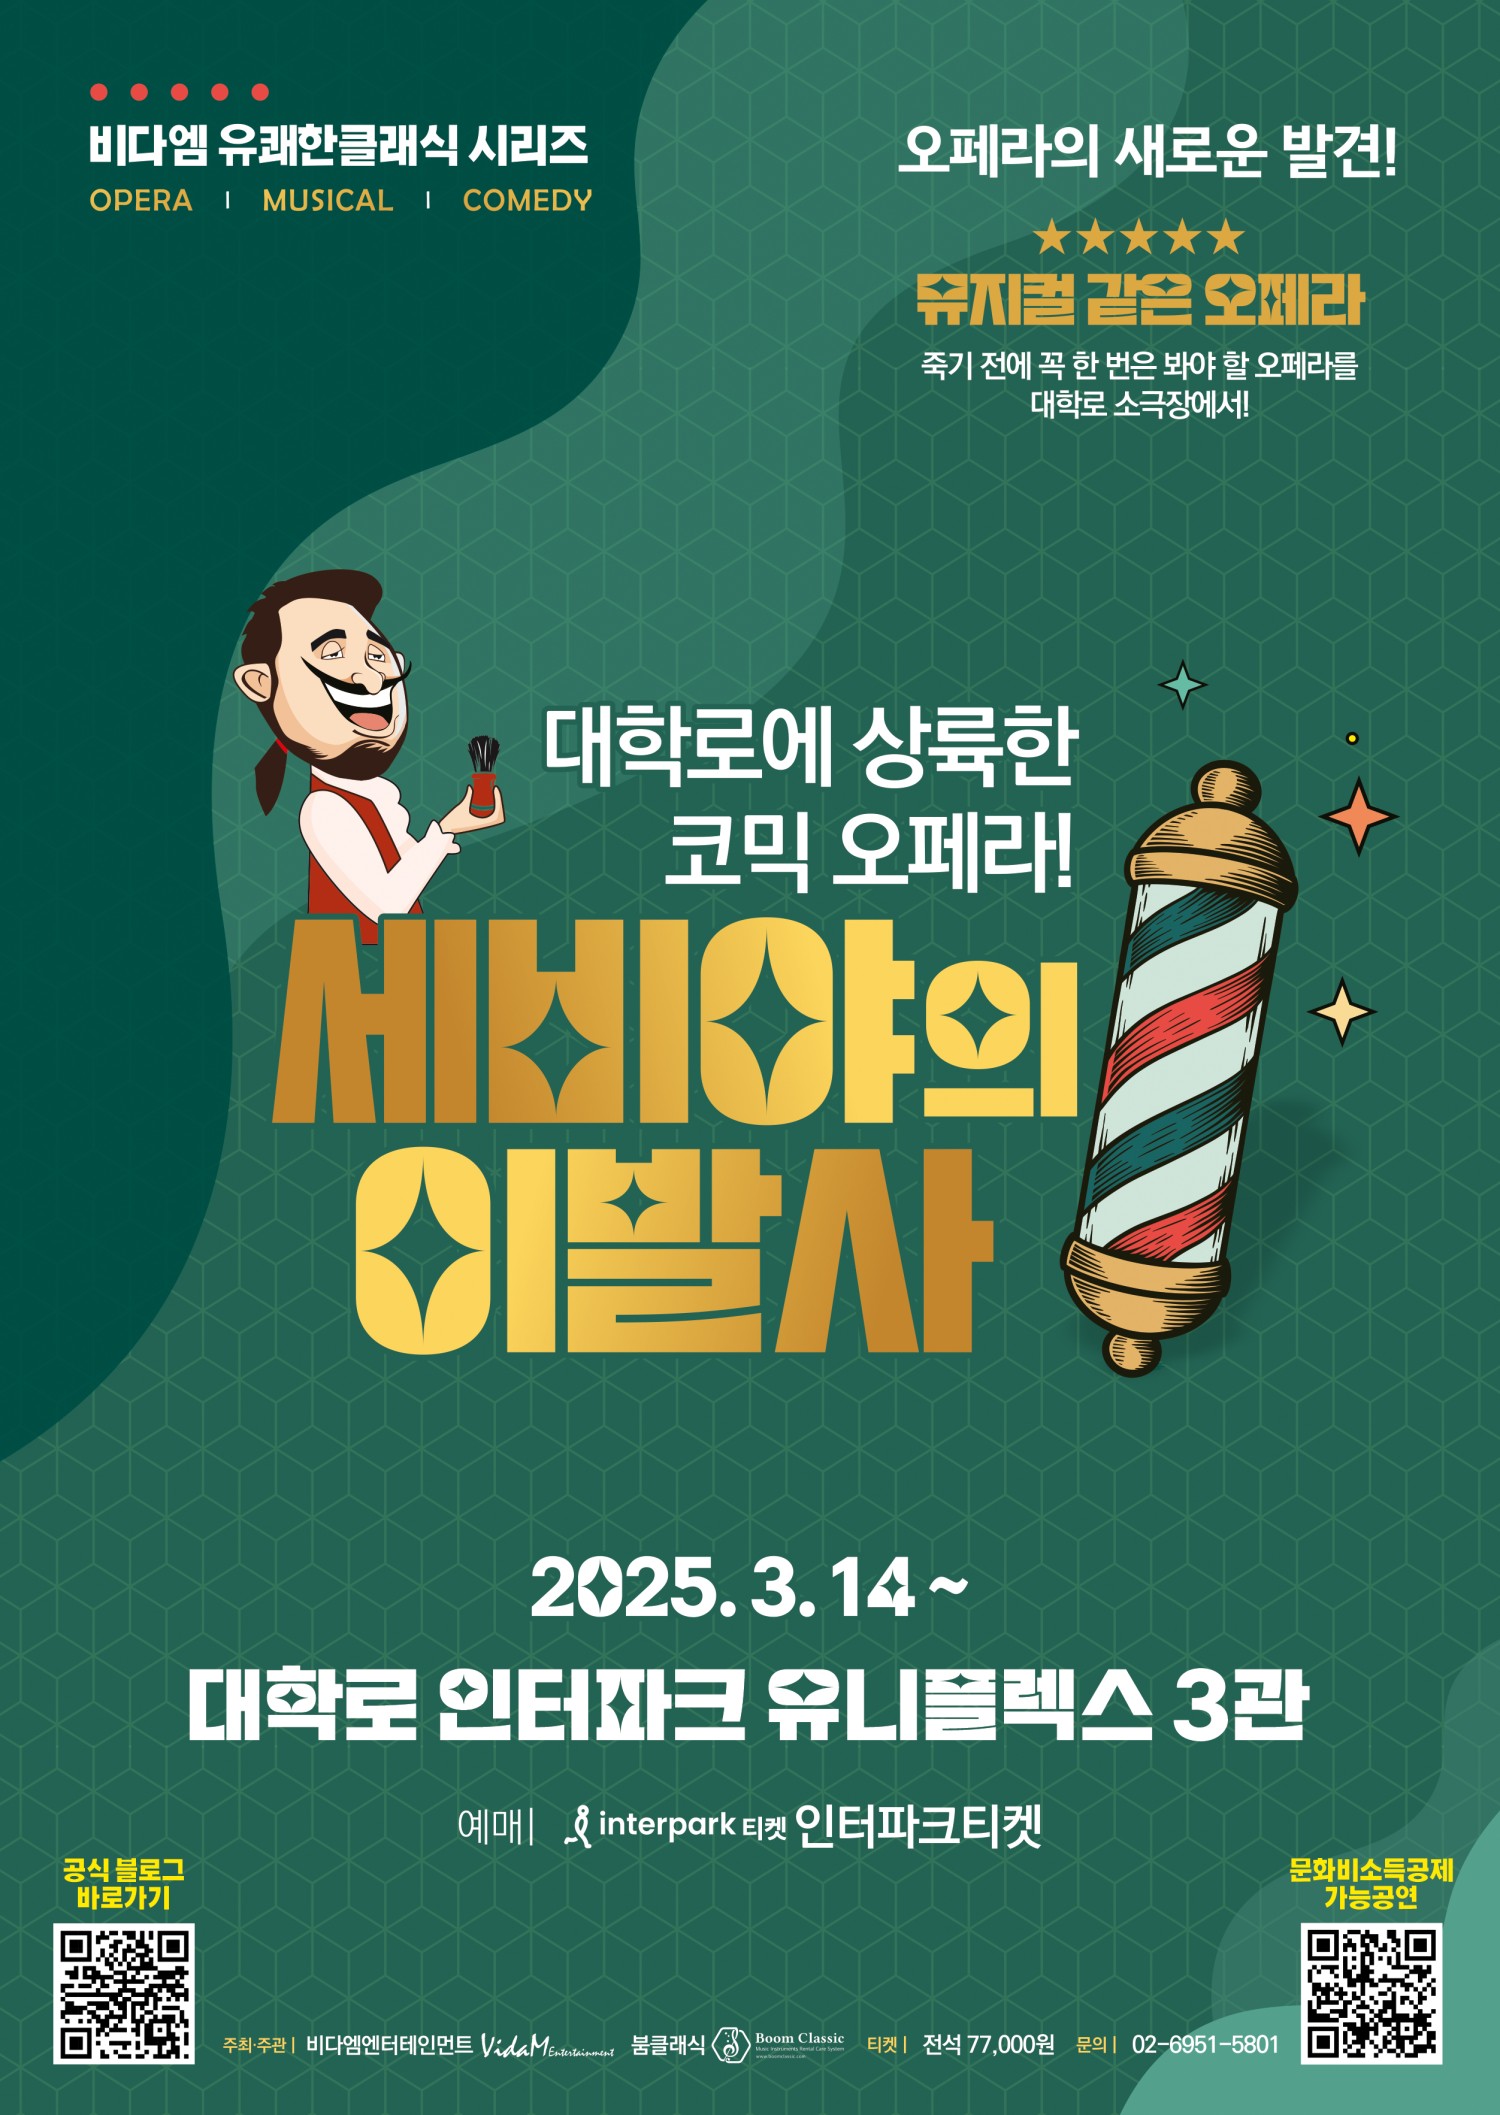 비다엠 유쾌한클래식 시리즈
OPERA | MUSICAL | COMEDY
오페라의 새로운 발견!
★★★★★
뮤지컬 같은 오페라
죽기 전에 꼭 한 번은 봐야 할 오페라를
대학로 소극장에서!
대학로에 상륙한
코믹 오페라!
세비야의
이발사
2025. 3. 14 ~
대학로 인터파크 유니플렉스 3관
예매| interpark 티켓 인터파크티켓
공식 블로그
바로가기
문화비소득공제
가능공연
주최·주관 | 비다엠엔터테인먼트 VidaM Entertainment 붐클래식 Boom Classic 티켓 | 전석 77,000원 문의 | 02-6951-5801
Music Instruments Rental Care System
www.boomclassic.com